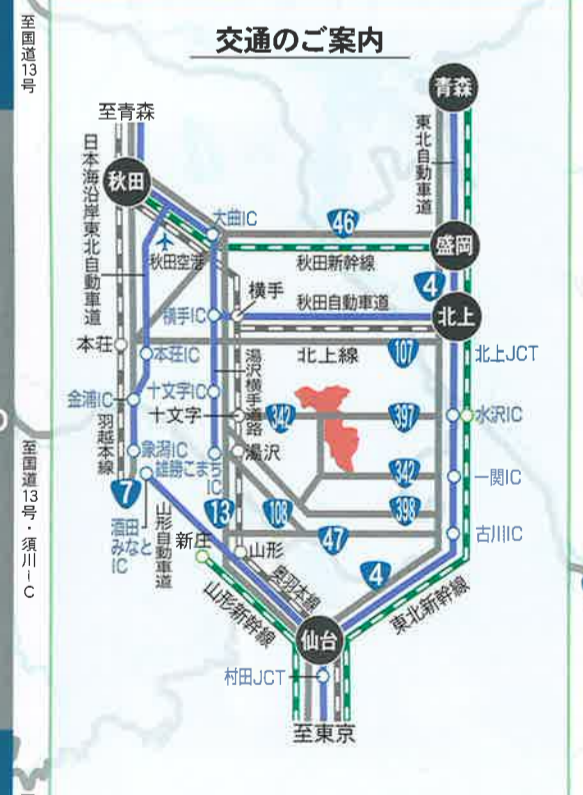 至国道13号
交通のご案内
青森
至青森
東北自動車道
日本海沿岸東北自動車道
秋田
大曲IC
46
盛岡
秋田空港
秋田新幹線
4
横手
秋田自動車道
横手IC
北上
本荘
本荘IC
北上線
107
北上JCT
湯沢横手道路
金浦IC
十文字IC
十文字
342
397
水沢IC
羽越本線
象潟IC
湯沢
雄勝こまち
IC
342
一関IC
7
13
108
398
至国道13号・須川IC
酒田
みなと
IC
山形自動車道
新庄
47
古川IC
山形
4
奥羽本線
山形新幹線
東北新幹線
仙台
村田JCT
至東京